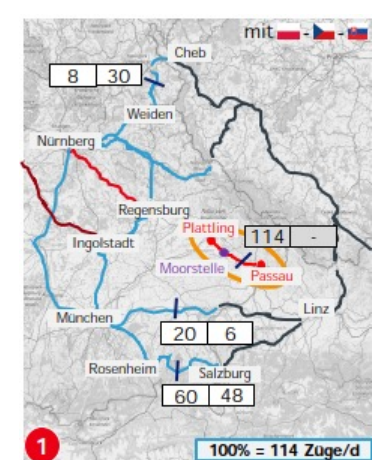 mit - -
Cheb
8 30
Weiden
Nürnberg
Regensburg
Plattling
114 -
Ingolstadt
Moorstelle
Passau
Linz
München
20 6
Rosenheim
Salzburg
60 48
1
100% = 114 Züge/d